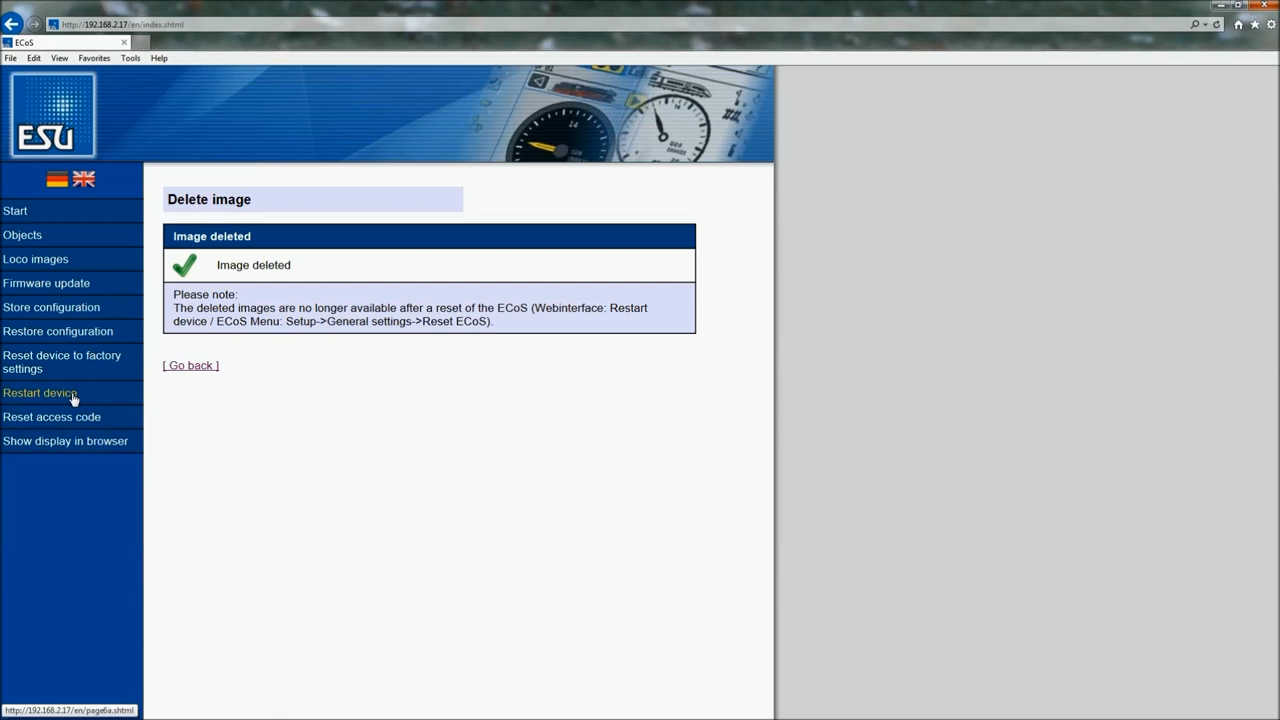 http://192.168.2.17/en/index.shtml
ECoS
File Edit View Favorites Tools Help
ESU
Start
Objects
Loco images
Firmware update
Store configuration
Restore configuration
Reset device to factory
settings
Restart device
Reset access code
Show display in browser
Delete image
Image deleted
Image deleted
Please note:
The deleted images are no longer available after a reset of the ECoS (Webinterface: Restart
device / ECoS Menu: Setup->General settings->Reset ECoS).
[ Go back ]
http://192.168.2.17/en/page6a.shtml